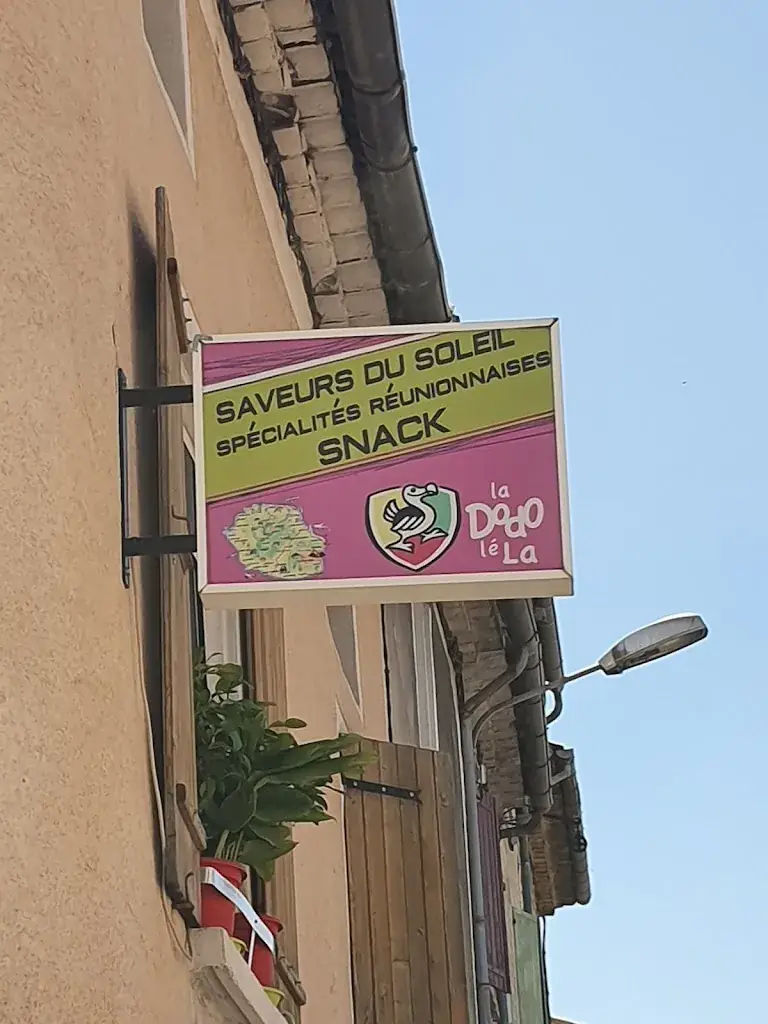 SAVEURS DU SOLEIL
SPÉCIALITÉS RÉUNIONNAISES
SNACK
la
Dodo
lé La